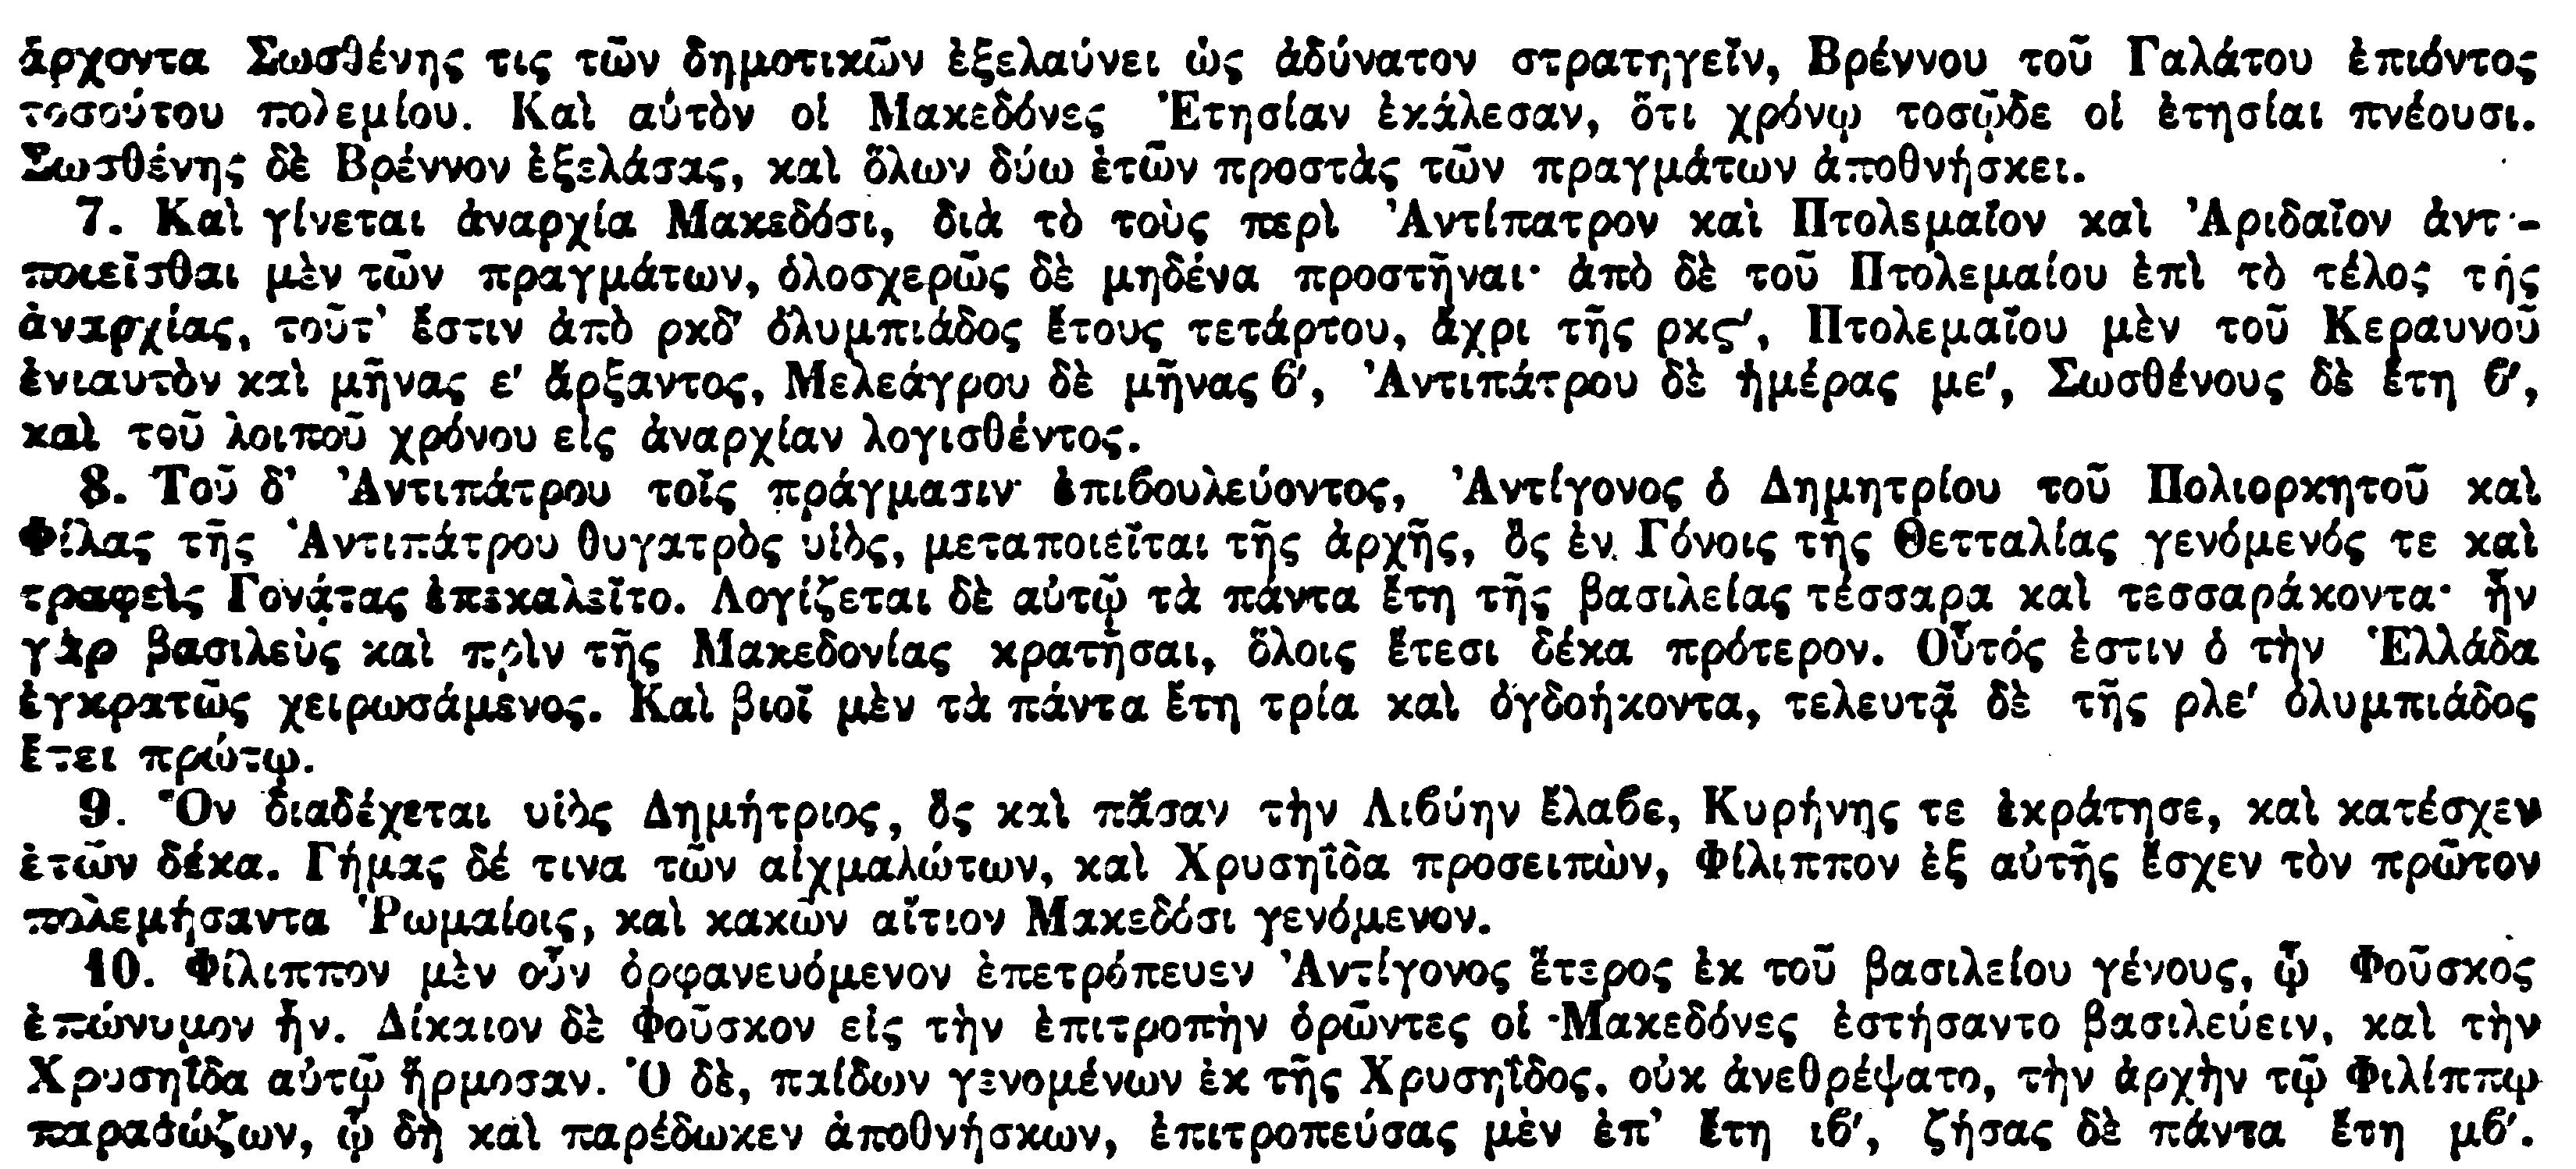 ἄρχοντα Σωσθένης τις τῶν δημοτικῶν ἐξελαύνει ὡς ἀδύνατον στρατηγεῖν, Βρέννου τοῦ Γαλάτου ἐπιόντος
τοσούτου πολεμίου. Καὶ αὐτὸν οἱ Μακεδόνες Ἐτησίαν ἐκάλεσαν, ὅτι χρόνῳ τοσῷδε οἱ ἐτησίαι πνέουσι.
Σωσθένης δὲ Βρέννον ἐξελάσας, καὶ ὅλων δύω ἐτῶν προστὰς τῶν πραγμάτων ἀποθνήσκει.
7. Καὶ γίνεται ἀναρχία Μακεδόσι, διὰ τὸ τοὺς περὶ Ἀντίπατρον καὶ Πτολεμαῖον καὶ Ἀριδαῖον ἀντι-
ποιεῖσθαι μὲν τῶν πραγμάτων, ὁλοσχερῶς δὲ μηδένα προστῆναι· ἀπὸ δὲ τοῦ Πτολεμαίου ἐπὶ τὸ τέλος τῆς
ἀναρχίας, τοῦτ’ ἔστιν ἀπὸ ρκδ′ ὀλυμπιάδος ἔτους τετάρτου, ἄχρι τῆς ρκϛ′, Πτολεμαΐου μὲν τοῦ Κεραυνοῦ
ἐνιαυτὸν καὶ μῆνας ε′ ἄρξαντος, Μελεάγρου δὲ μῆνας ϐ′, Ἀντιπάτρου δὲ ἡμέρας με′, Σωσθένους δὲ ἔτη ϐ′,
καὶ τοῦ λοιποῦ χρόνου εἰς ἀναρχίαν λογισθέντος.
8. Τοῦ δ’ Ἀντιπάτρου τοῖς πράγμασιν ἐπιϐουλεύοντος, Ἀντίγονος ὁ Δημητρίου τοῦ Πολιορκητοῦ καὶ
Φίλας τῆς Ἀντιπάτρου θυγατρὸς υἱὸς, μεταποιεῖται τῆς ἀρχῆς, ὃς ἐν Γόνοις τῆς Θετταλίας γενόμενός τε καὶ
τραφεὶς Γονάτας ἐπεκαλεῖτο. Λογίζεται δὲ αὐτῷ τὰ πάντα ἔτη τῆς βασιλείας τέσσαρα καὶ τεσσαράκοντα· ἦν
γὰρ βασιλεὺς καὶ πρὶν τῆς Μακεδονίας κρατῆσαι, ὅλοις ἔτεσι δέκα πρότερον. Οὗτός ἐστιν ὁ τὴν Ἑλλάδα
ἐγκρατῶς χειρωσάμενος. Καὶ βιοῖ μὲν τὰ πάντα ἔτη τρία καὶ ὀγδοήκοντα, τελευτᾷ δὲ τῆς ρλε′ ὀλυμπιάδος
ἔτει πρώτῳ.
9. Ὃν διαδέχεται υἱὸς Δημήτριος, ὃς καὶ πᾶσαν τὴν Λιϐύην ἔλαϐε, Κυρήνης τε ἐκράτησε, καὶ κατέσχεν
ἐτῶν δέκα. Γήμας δέ τινα τῶν αἰχμαλώτων, καὶ Χρυσηΐδα προσειπὼν, Φίλιππον ἐξ αὐτῆς ἔσχεν τὸν πρῶτον
πολεμήσαντα Ῥωμαίοις, καὶ κακῶν αἴτιον Μακεδόσι γενόμενον.
10. Φίλιππον μὲν οὖν ὀρφανευόμενον ἐπετρόπευεν Ἀντίγονος ἕτερος ἐκ τοῦ βασιλείου γένους, ᾧ Φοῦσκος
ἐπώνυμον ἦν. Δίκαιον δὲ Φοῦσκον εἰς τὴν ἐπιτροπὴν ὁρῶντες οἱ Μακεδόνες ἐστήσαντο βασιλεύειν, καὶ τὴν
Χρυσηΐδα αὐτῷ ἥρμοσαν. Ὁ δὲ, παίδων γενομένων ἐκ τῆς Χρυσηΐδος, οὐκ ἀνεθρέψατο, τὴν ἀρχὴν τῷ Φιλίππῳ
παρασώζων, ᾧ δὴ καὶ παρέδωκεν ἀποθνήσκων, ἐπιτροπεύσας μὲν ἐπ’ ἔτη ιϐ′, ζήσας δὲ πάντα ἔτη μϐ′.